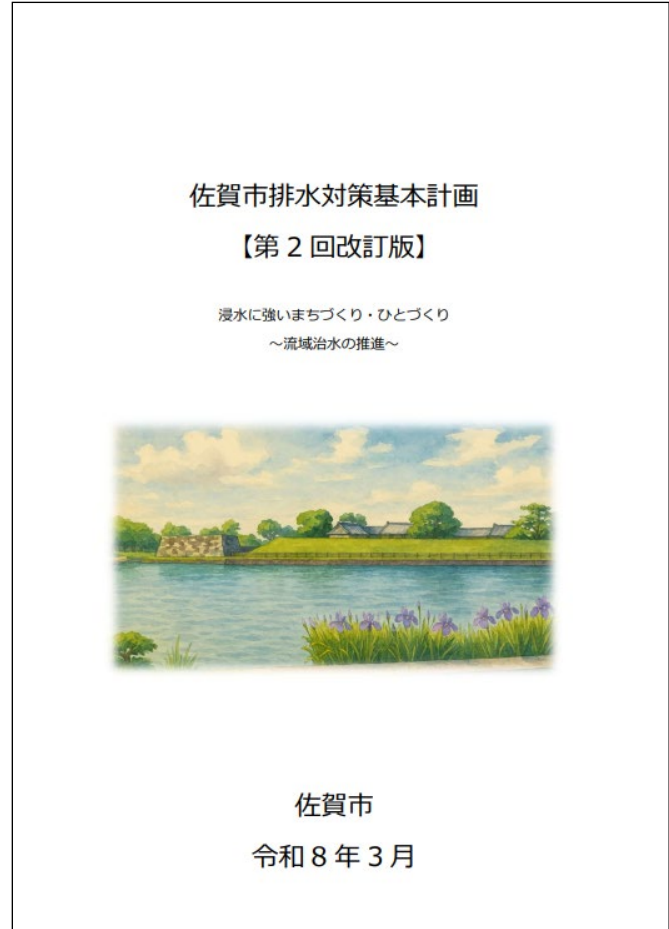 佐賀市排水対策基本計画
【第2回改訂版】
浸水に強いまちづくり・ひとづくり
～流域治水の推進～
佐賀市
令和8年3月